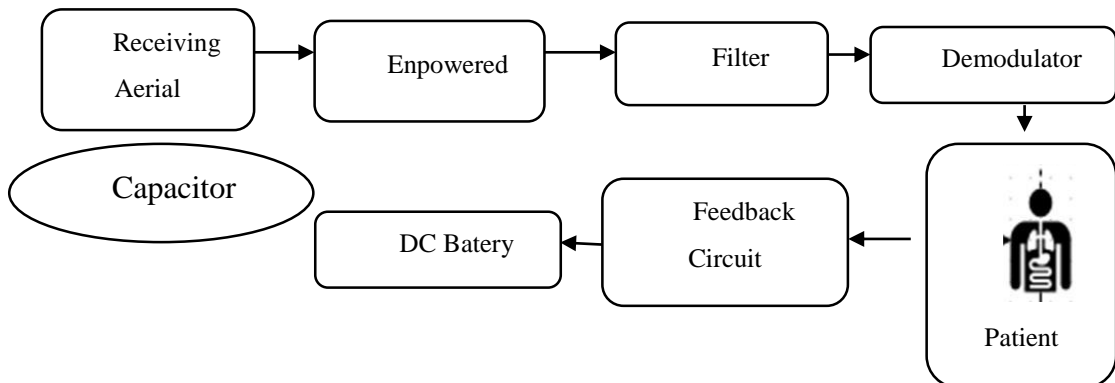 Receiving
Aerial
Enpowered
Filter
Demodulator
Capacitor
DC Batery
Feedback
Circuit
Patient